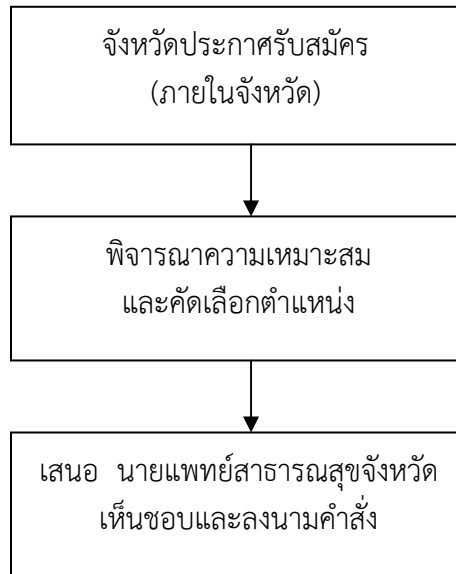 จังหวัดประกาศรับสมัคร
(ภายในจังหวัด)
พิจารณาความเหมาะสม
และคัดเลือกตำแหน่ง
เสนอ นายแพทย์สาธารณสุขจังหวัด
เห็นชอบและลงนามคำสั่ง